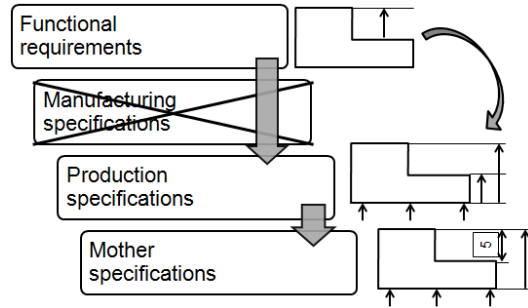 Functional
requirements
Manufacturing
specifications
Production
specifications
5
Mother
specifications